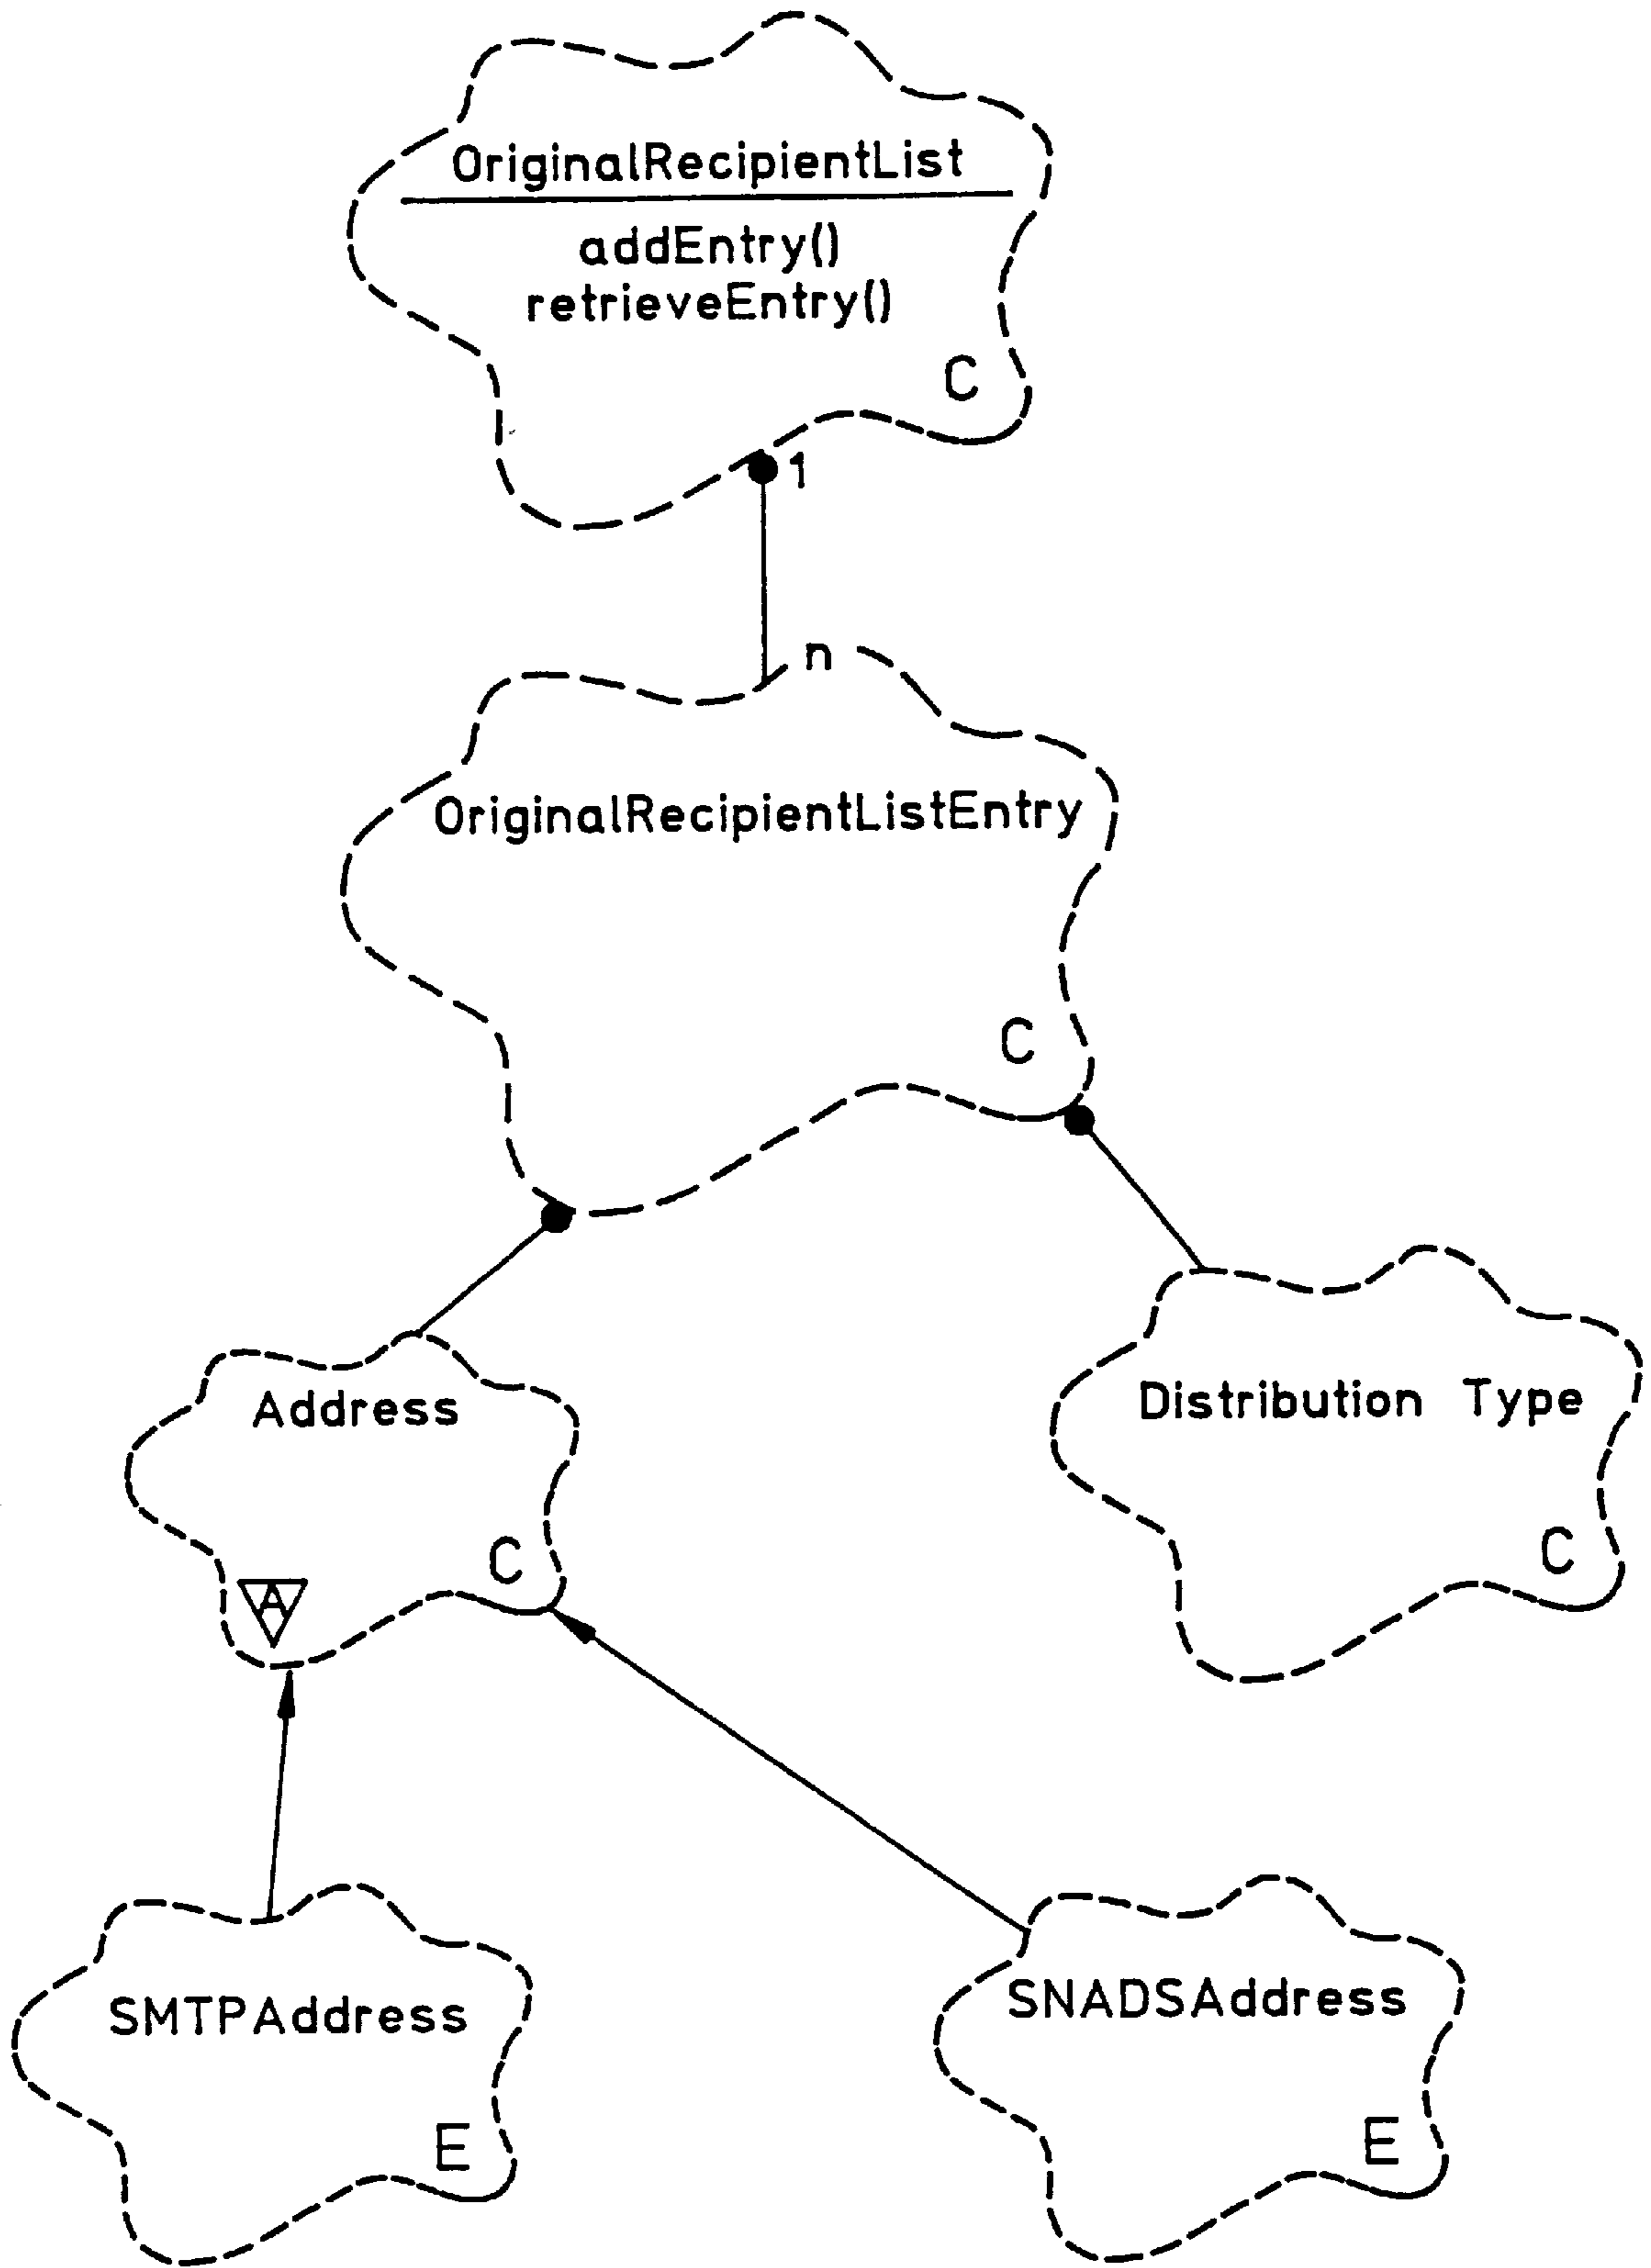 OriginalRecipientList
addEntry()
retrieveEntry()
C
1
n
OriginalRecipientListEntry
C
Address
C
A
Distribution Type
C
SMTPAddress
E
SNADSAddress
E